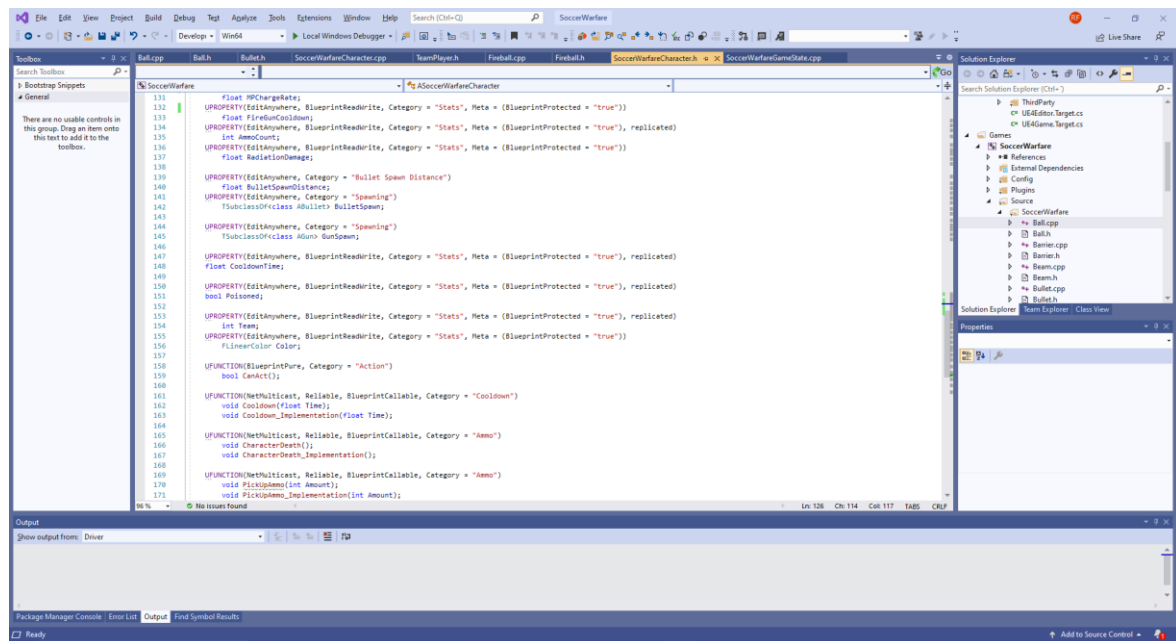 File Edit View Project Build Debug Test Analyze Tools Extensions Window Help Search (Ctrl+Q) SoccerWarfare RF
Develop Win64 Local Windows Debugger Live Share
Toolbox
Search Toolbox
Bootstrap Snippets
General
There are no usable controls in
this group. Drag an item onto
this text to add it to the
toolbox.
Ball.cpp Ball.h Bullet.h SoccerWarfareCharacter.cpp TeamPlayer.h Fireball.cpp Fireball.h SoccerWarfareCharacter.h SoccerWarfareGameState.cpp
Go
SoccerWarfare ASoccerWarfareCharacter
131 float MPChargeRate;
132 UPROPERTY(EditAnywhere, BlueprintReadWrite, Category = "Stats", Meta = (BlueprintProtected = "true"))
133 float FireGunCooldown;
134 UPROPERTY(EditAnywhere, BlueprintReadWrite, Category = "Stats", Meta = (BlueprintProtected = "true"), replicated)
135 int AmmoCount;
136 UPROPERTY(EditAnywhere, BlueprintReadWrite, Category = "Stats", Meta = (BlueprintProtected = "true"))
137 float RadiationDamage;
138
139 UPROPERTY(EditAnywhere, Category = "Bullet Spawn Distance")
140 float BulletSpawnDistance;
141 UPROPERTY(EditAnywhere, Category = "Spawning")
142 TSubclassOf<class ABullet> BulletSpawn;
143
144 UPROPERTY(EditAnywhere, Category = "Spawning")
145 TSubclassOf<class AGun> GunSpawn;
146
147 UPROPERTY(EditAnywhere, BlueprintReadWrite, Category = "Stats", Meta = (BlueprintProtected = "true"), replicated)
148 float CooldownTime;
149
150 UPROPERTY(EditAnywhere, BlueprintReadWrite, Category = "Stats", Meta = (BlueprintProtected = "true"), replicated)
151 bool Poisoned;
152
153 UPROPERTY(EditAnywhere, BlueprintReadWrite, Category = "Stats", Meta = (BlueprintProtected = "true"), replicated)
154 int Team;
155 UPROPERTY(EditAnywhere, BlueprintReadWrite, Category = "Stats", Meta = (BlueprintProtected = "true"))
156 FLinearColor Color;
157
158 UFUNCTION(BlueprintPure, Category = "Action")
159 bool CanAct();
160
161 UFUNCTION(NetMulticast, Reliable, BlueprintCallable, Category = "Cooldown")
162 void Cooldown(float Time);
163 void Cooldown_Implementation(float Time);
164
165 UFUNCTION(NetMulticast, Reliable, BlueprintCallable, Category = "Ammo")
166 void CharacterDeath();
167 void CharacterDeath_Implementation();
168
169 UFUNCTION(NetMulticast, Reliable, BlueprintCallable, Category = "Ammo")
170 void PickUpAmmo(int Amount);
171 void PickUpAmmo_Implementation(int Amount);
96 % No issues found Ln: 126 Ch: 114 Col: 117 TABS CRLF
Solution Explorer
Search Solution Explorer (Ctrl+`)
ThirdParty
UE4Editor.Target.cs
UE4Game.Target.cs
Games
SoccerWarfare
References
External Dependencies
Config
Plugins
Source
SoccerWarfare
Ball.cpp
Ball.h
Barrier.cpp
Barrier.h
Beam.cpp
Beam.h
Bullet.cpp
Bullet.h
Solution Explorer Team Explorer Class View
Properties
Output
Show output from: Driver
Package Manager Console Error List Output Find Symbol Results
Ready Add to Source Control